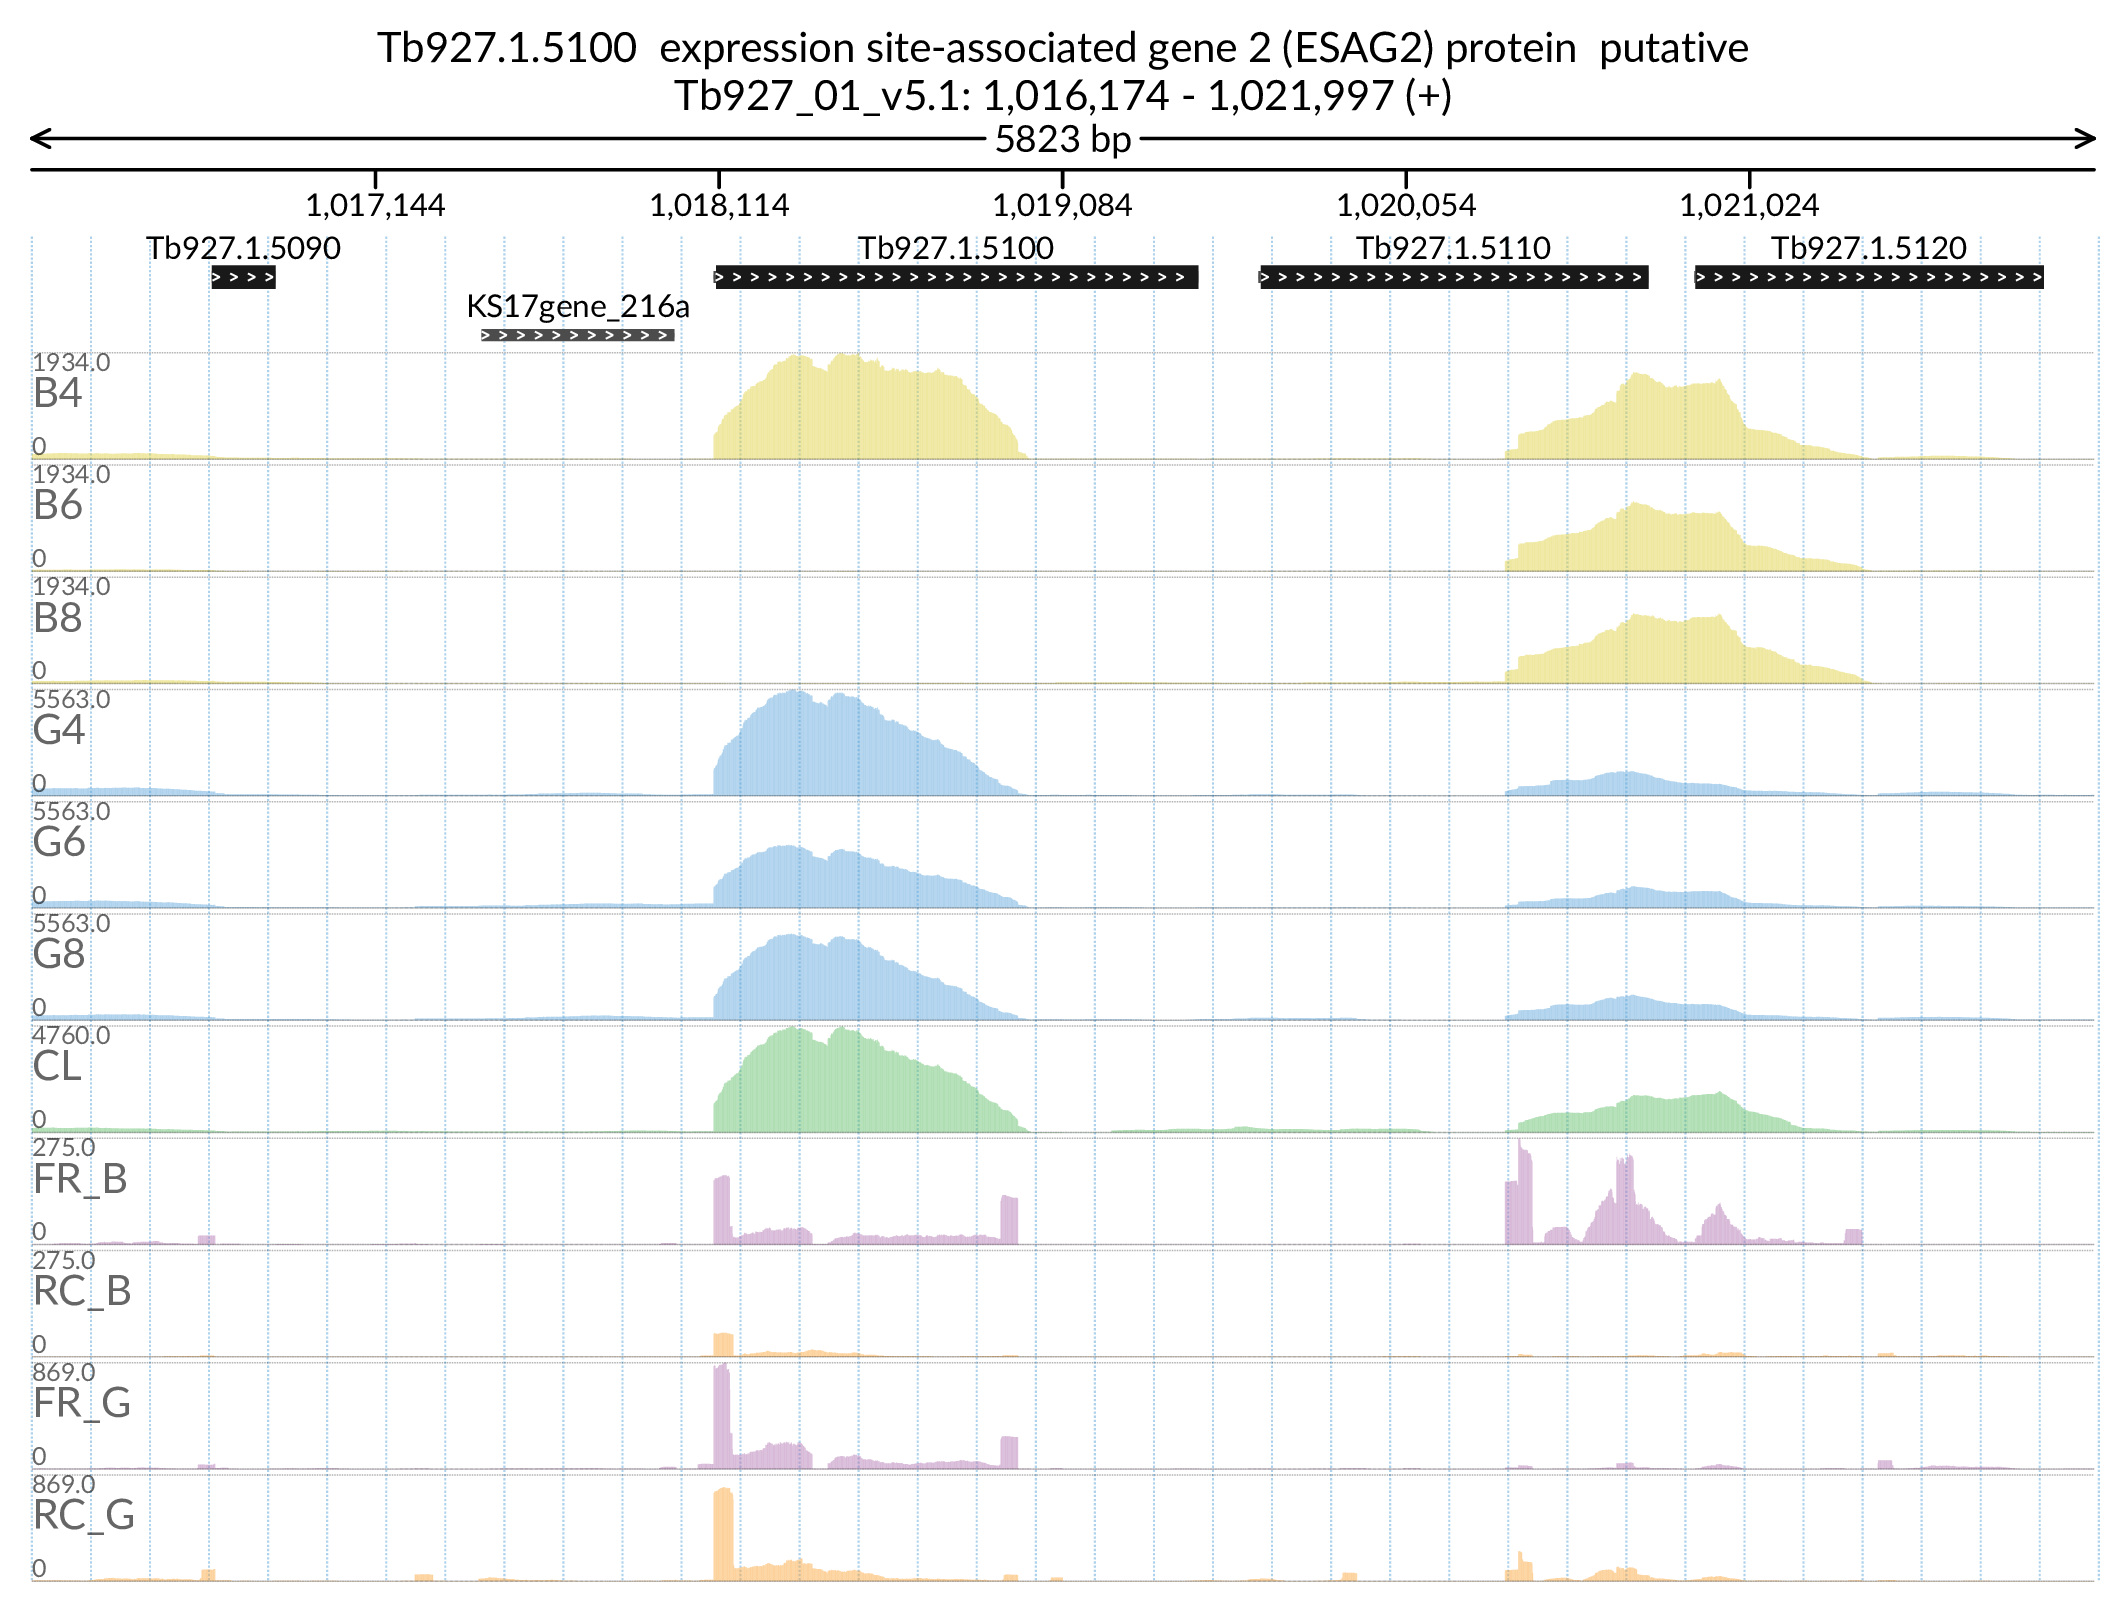 Tb927.1.5100  expression site-associated gene 2 (ESAG2) protein  putative
Tb927_01_v5.1: 1,016,174 - 1,021,997 (+)
5823 bp
1,017,144 1,018,114 1,019,084 1,020,054 1,021,024
Tb927.1.5090 Tb927.1.5100 Tb927.1.5110 Tb927.1.5120
KS17gene_216a
1934.0
B4
0
1934.0
B6
0
1934.0
B8
0
5563.0
G4
0
5563.0
G6
0
5563.0
G8
0
4760.0
CL
0
275.0
FR_B
0
275.0
RC_B
0
869.0
FR_G
0
869.0
RC_G
0